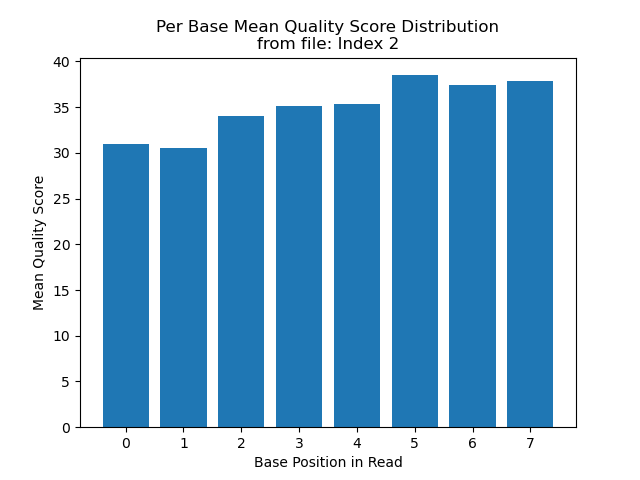 Per Base Mean Quality Score Distribution
from file: Index 2
Mean Quality Score
40
35
30
25
20
15
10
5
0
0 1 2 3 4 5 6 7
Base Position in Read